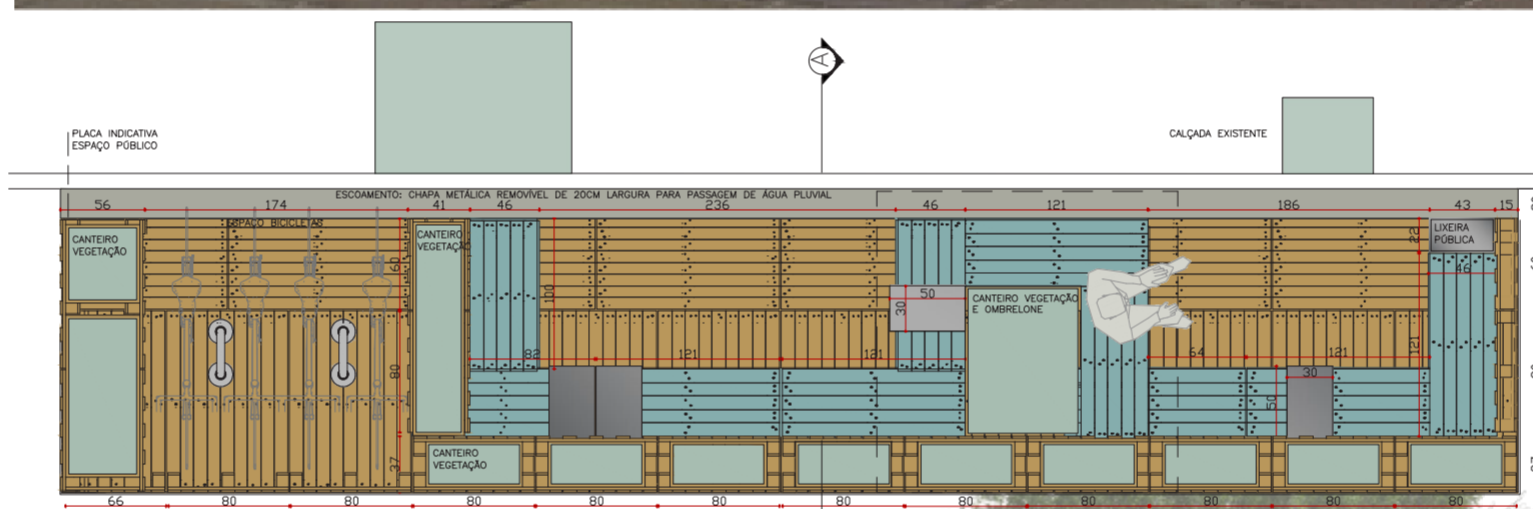 A
PLACA INDICATIVA
ESPAÇO PÚBLICO
CALÇADA EXISTENTE
ESCOAMENTO: CHAPA METÁLICA REMOVÍVEL DE 20CM LARGURA PARA PASSAGEM DE ÁGUA PLUVIAL
56 174 41 46 236 46 121 186 43 15
ESPAÇO BICICLETAS
CANTEIRO
VEGETAÇÃO
CANTEIRO
VEGETAÇÃO
LIXEIRA
PÚBLICA
22
60
46
100
50
30
CANTEIRO VEGETAÇÃO
E OMBRELONE
82 121 121 64 121
121
80
30
50
CANTEIRO
VEGETAÇÃO
37
66 80 80 80 80 80 80 80 80 80 80 80